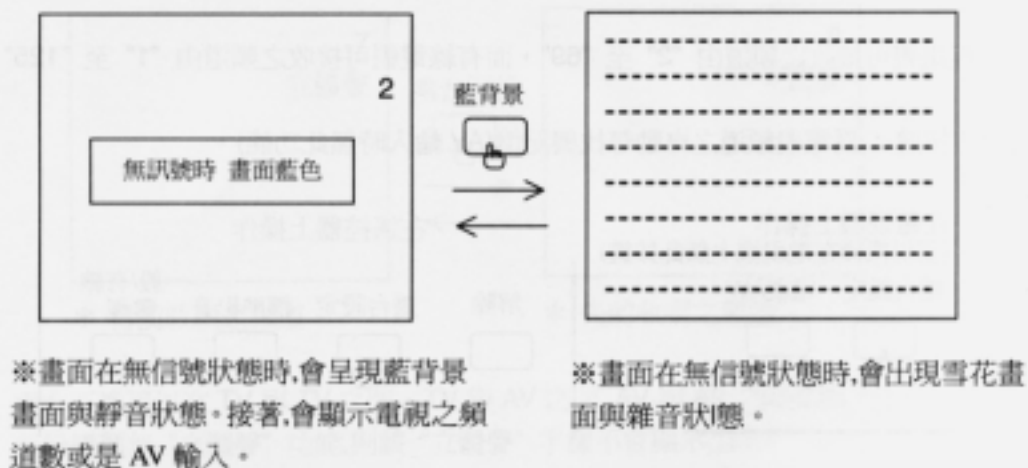 2
藍背景
無訊號時 畫面藍色
※畫面在無信號狀態時,會呈現藍背景
畫面與靜音狀態。接著,會顯示電視之頻
道數或是 AV 輸入。
※畫面在無信號狀態時,會出現雪花畫
面與雜音狀態。